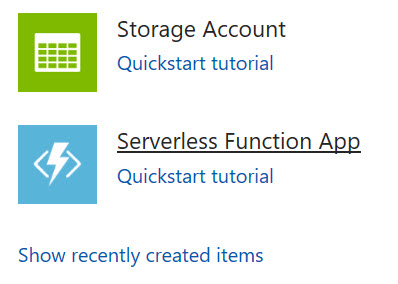 Storage Account
Quickstart tutorial
Serverless Function App
Quickstart tutorial
Show recently created items